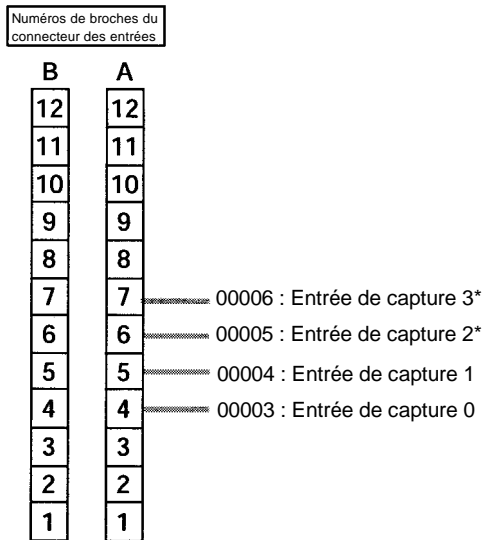 Numéros de broches du
connecteur des entrées
B A
12 12
11 11
10 10
9 9
8 8
7 7 00006 : Entrée de capture 3*
6 6 00005 : Entrée de capture 2*
5 5 00004 : Entrée de capture 1
4 4 00003 : Entrée de capture 0
3 3
2 2
1 1